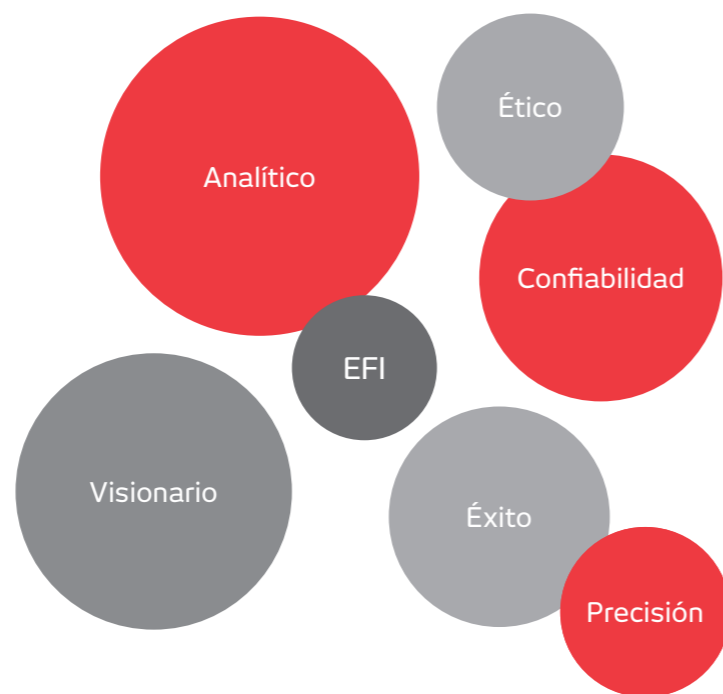 Ético
Analítico
Confiabilidad
EFI
Visionario
Éxito
Precisión